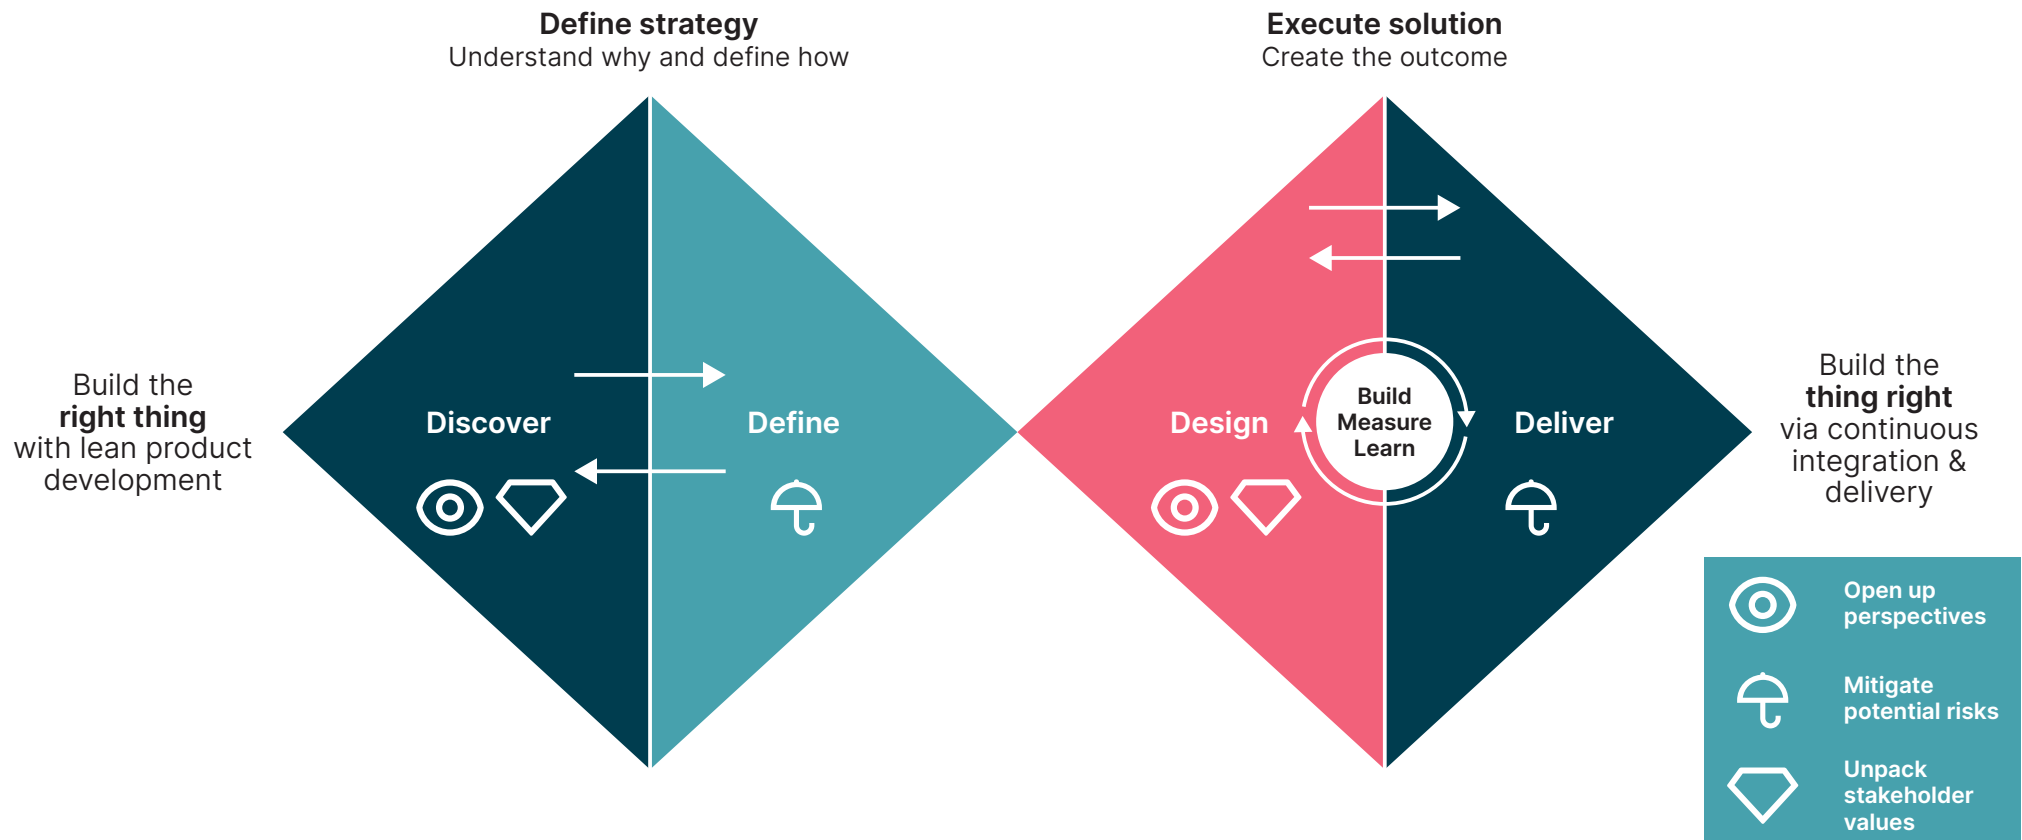 Define strategy
Understand why and define how
Execute solution
Create the outcome
Build the
right thing
with lean product
development
Discover
Define
Design
Build
Measure
Learn
Deliver
Build the
thing right
via continuous
integration &
delivery
Open up
perspectives
Mitigate
potential risks
Unpack
stakeholder
values